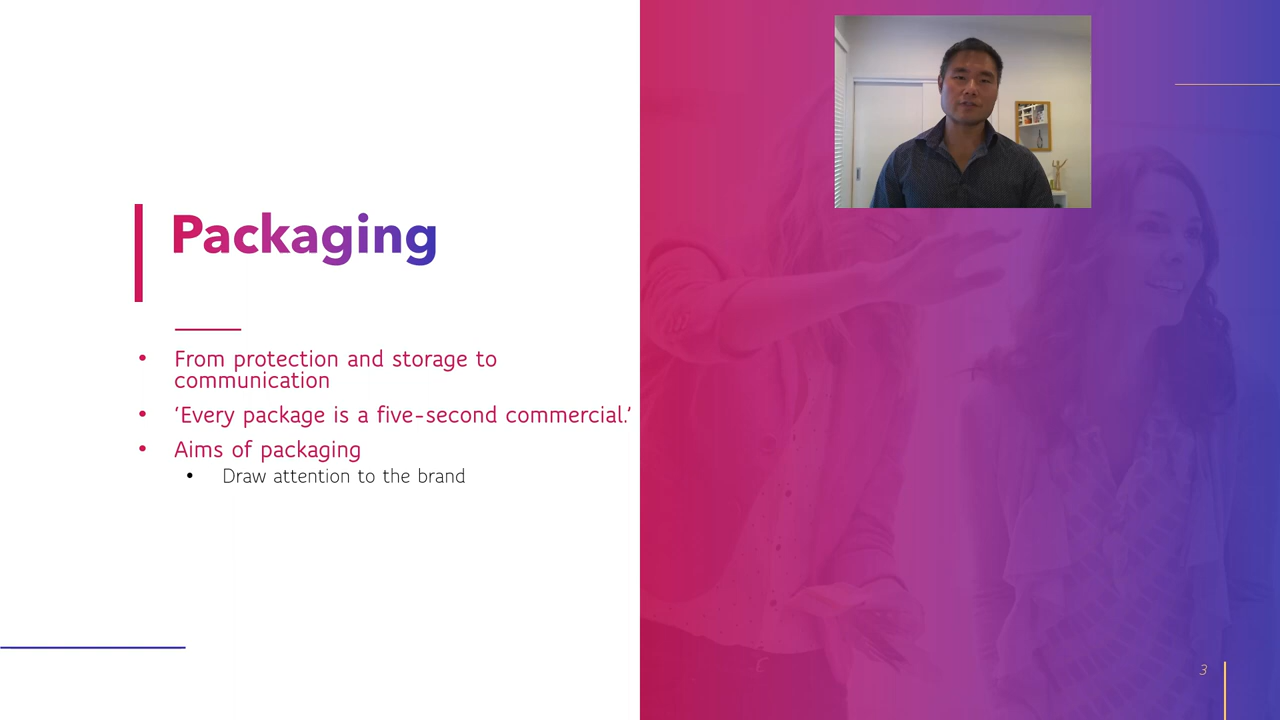 Packaging
• From protection and storage to
communication
• ‘Every package is a five-second commercial.’
• Aims of packaging
• Draw attention to the brand
3